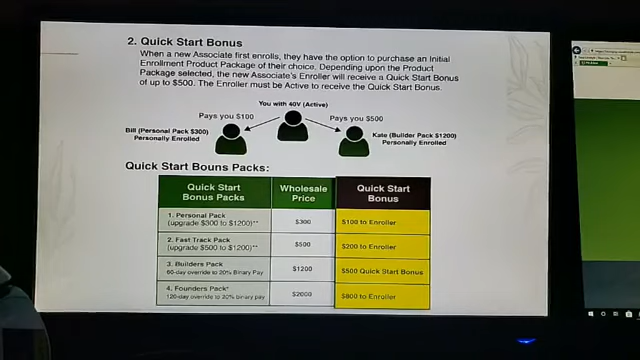 2. Quick Start Bonus
When a new Associate first enrolls, they have the option to purchase an Initial
Enrollment Product Package of their choice. Depending upon the Product
Package selected, the new Associate's Enroller will receive a Quick Start Bonus
of up to $500. The Enroller must be Active to receive the Quick Start Bonus.
You with 40V (Active)
Pays you $100
Pays you $500
Bill (Personal Pack $300)
Personally Enrolled
Kate (Builder Pack $1200)
Personally Enrolled
Quick Start Bouns Packs:
Quick Start
Bonus Packs
Wholesale
Price
Quick Start
Bonus
1. Personal Pack
(upgrade $300 to $1200)**
$300
$100 to Enroller
2. Fast Track Pack
(upgrade $500 to $1200)**
$500
$200 to Enroller
3. Builders Pack
60-day override to 20% Binary Pay
$1200
$500 Quick Start Bonus
4. Founders Pack*
120-day override to 20% binary pay
$2000
$800 to Enroller